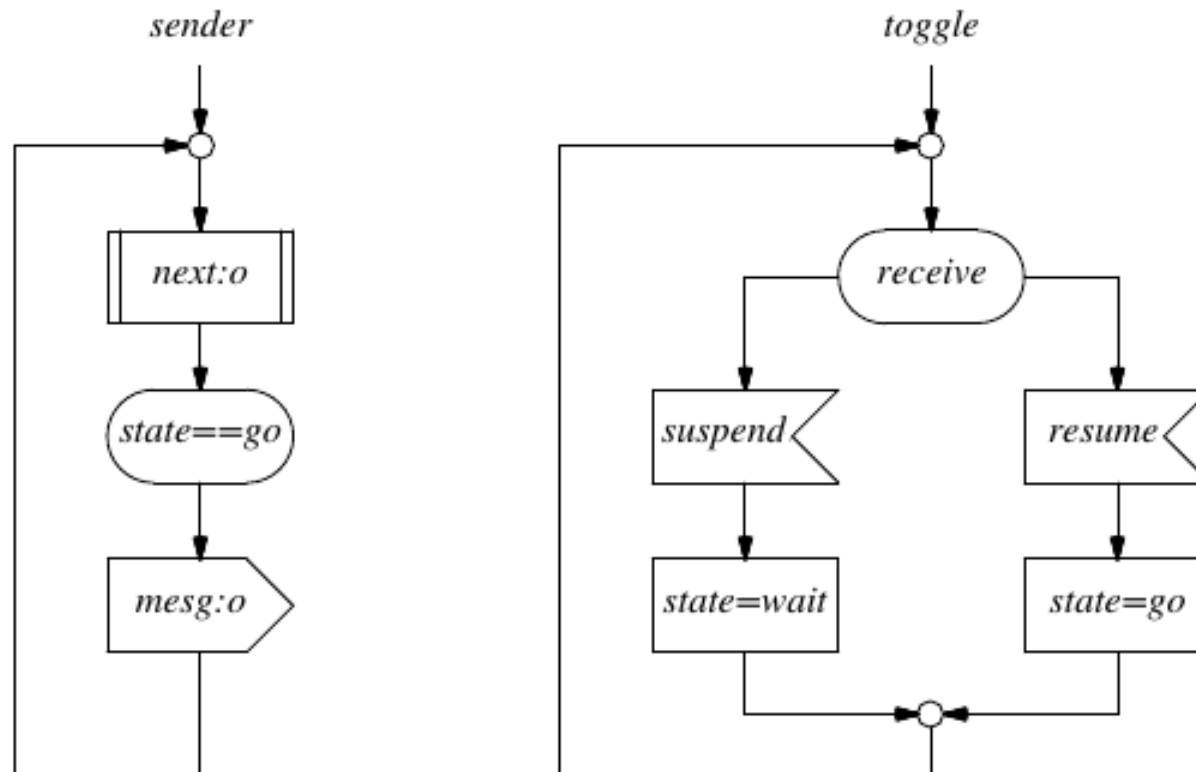 sender
toggle
next:o
receive
state==go
suspend
resume
mesg:o
state=wait
state=go